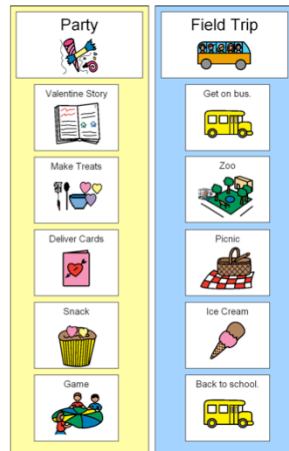 Party
Valentine Story
Make Treats
Deliver Cards
Snack
Game
Field Trip
Get on bus.
Zoo
Picnic
Ice Cream
Back to school.